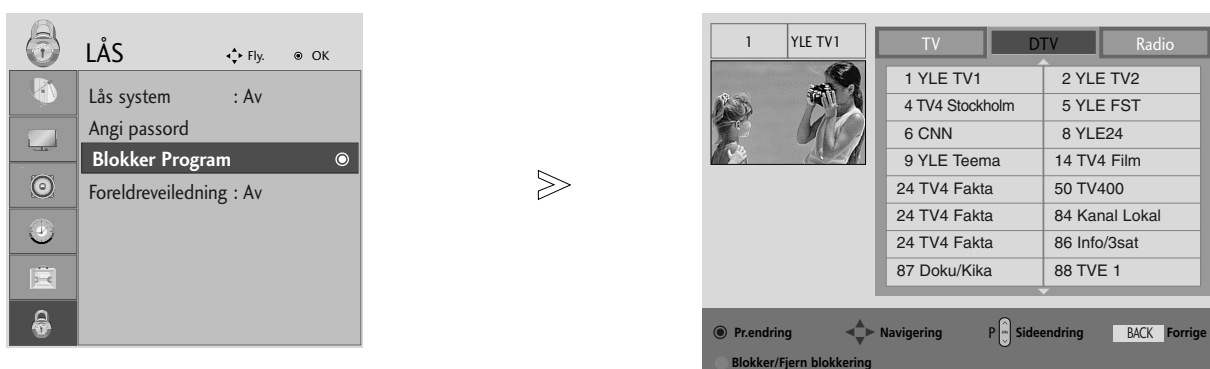 LÅS
Fly.
OK
Lås system : Av
Angi passord
Blokker Program
Foreldreveiledning : Av
1 YLE TV1
TV DTV Radio
1 YLE TV1 2 YLE TV2
4 TV4 Stockholm 5 YLE FST
6 CNN 8 YLE24
9 YLE Teema 14 TV4 Film
24 TV4 Fakta 50 TV400
24 TV4 Fakta 84 Kanal Lokal
24 TV4 Fakta 86 Info/3sat
87 Doku/Kika 88 TVE 1
Pr.endring Navigering P PR Sideendring BACK Forrige
Blokker/Fjern blokkering